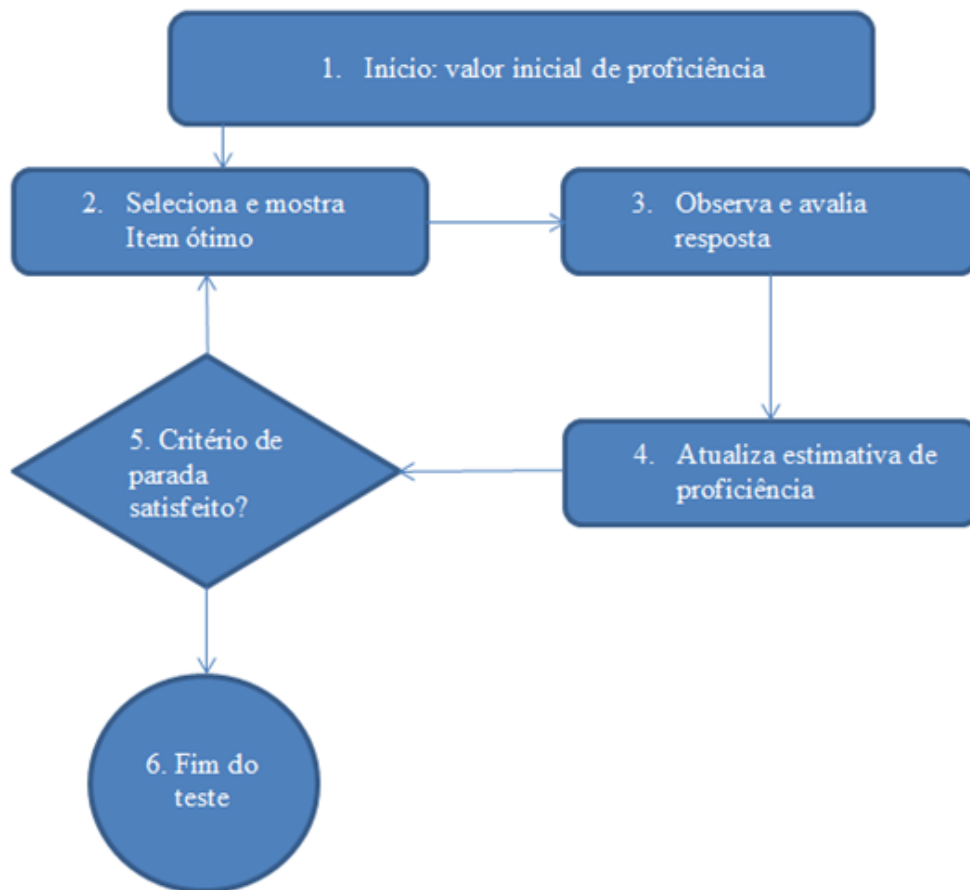 1. Início: valor inicial de proficiência
2. Seleciona e mostra
Item ótimo
3. Observa e avalia
resposta
4. Atualiza estimativa de
proficiência
5. Critério de
parada
satisfeito?
6. Fim do
teste